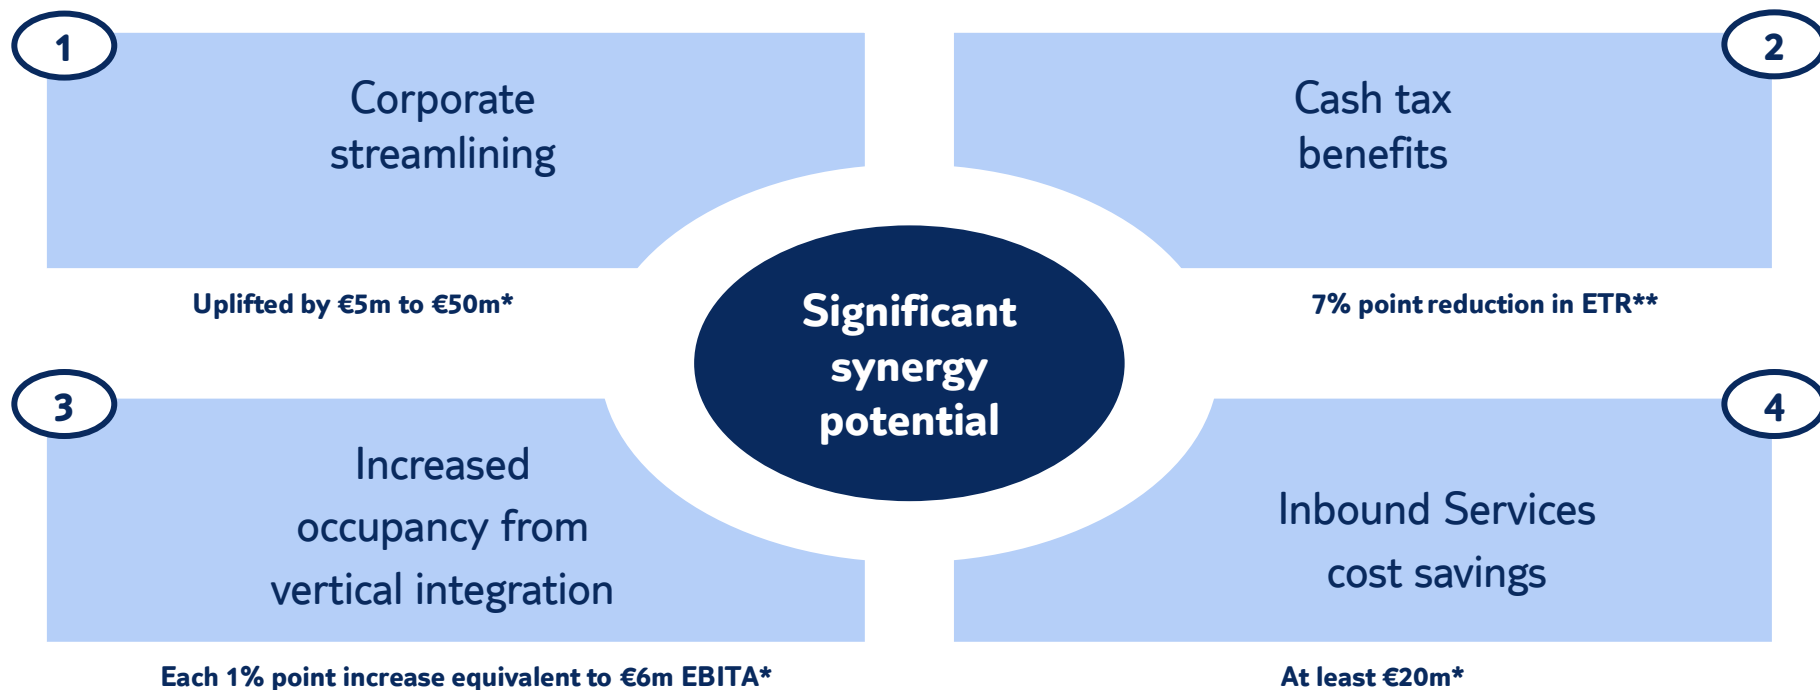 1
Corporate
streamlining
Uplifted by €5m to €50m*
2
Cash tax
benefits
7% point reduction in ETR**
Significant
synergy
potential
3
Increased
occupancy from
vertical integration
Each 1% point increase equivalent to €6m EBITA*
4
Inbound Services
cost savings
At least €20m*